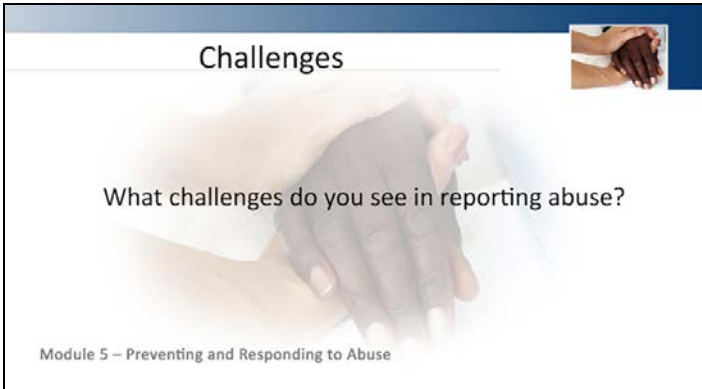 Challenges
What challenges do you see in reporting abuse?
Module 5 – Preventing and Responding to Abuse